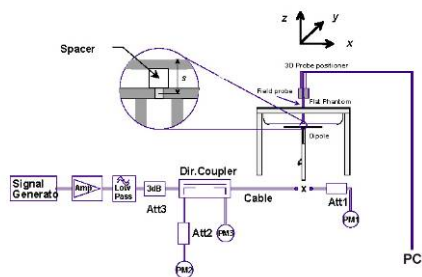 z
y
x
Spacer
s
3D Probe positioner
Field probe
Flat Phantom
Dipole
Dir.Coupler
Signal
Generato
Amp
Low
Pass
3dB
Att3
Cable
x
Att1
PM1
Att2
PM3
PM2
PC